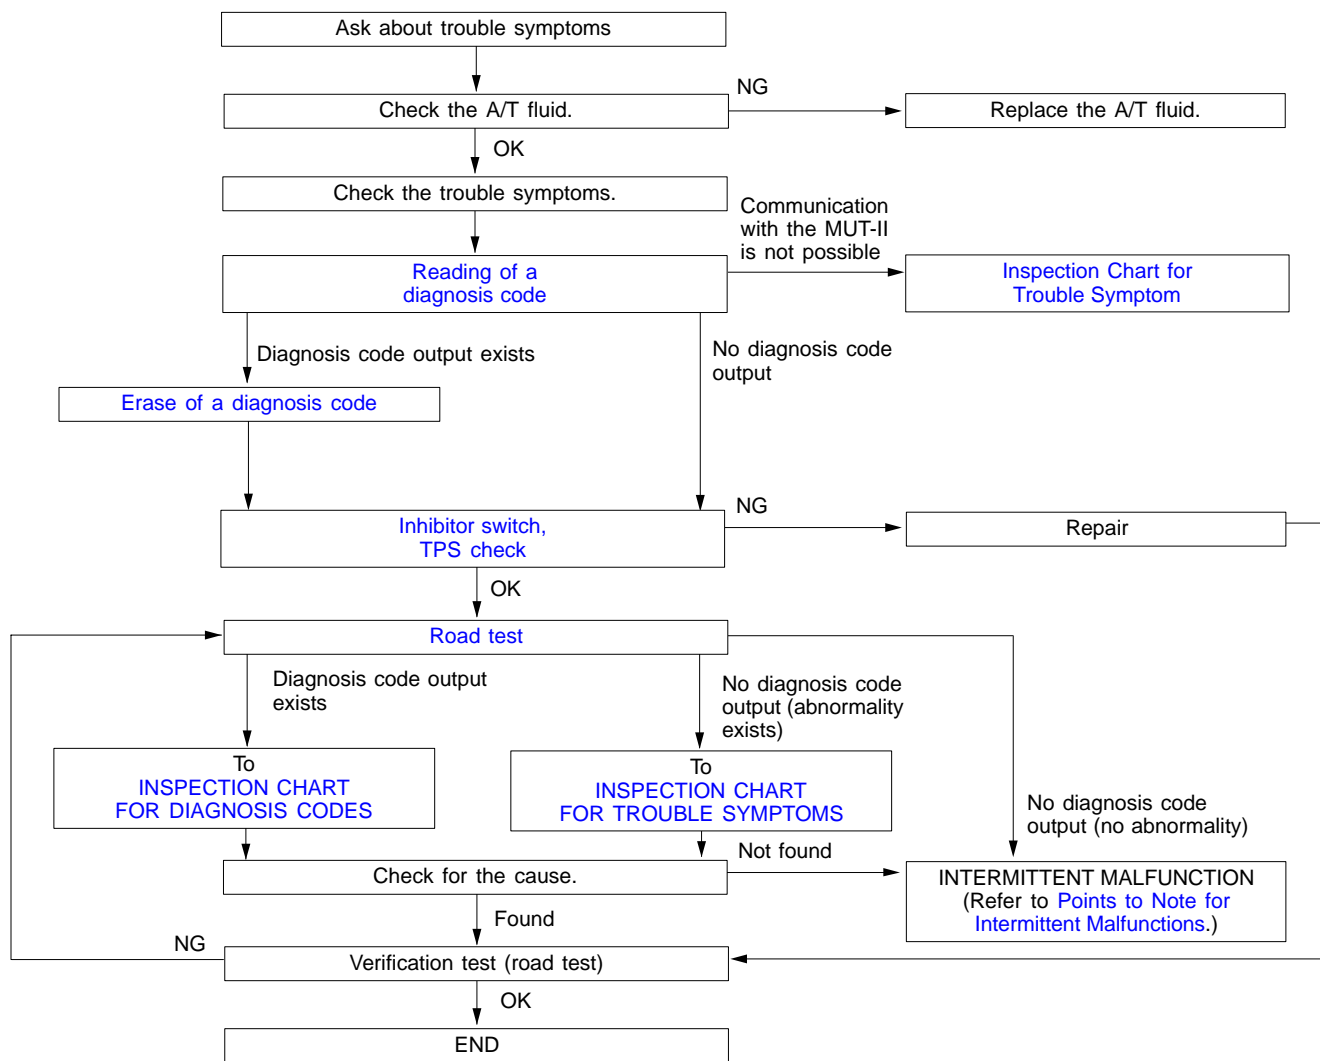 Ask about trouble symptoms
NG
Check the A/T fluid.
Replace the A/T fluid.
OK
Check the trouble symptoms.
Communication
with the MUT-II
is not possible
Reading of a
diagnosis code
Inspection Chart for
Trouble Symptom
Diagnosis code output exists
No diagnosis code
output
Erase of a diagnosis code
NG
Inhibitor switch,
TPS check
Repair
OK
Road test
Diagnosis code output
exists
No diagnosis code
output (abnormality
exists)
To
INSPECTION CHART
FOR DIAGNOSIS CODES
To
INSPECTION CHART
FOR TROUBLE SYMPTOMS
No diagnosis code
output (no abnormality)
Not found
Check for the cause.
INTERMITTENT MALFUNCTION
(Refer to Points to Note for
Intermittent Malfunctions.)
Found
NG
Verification test (road test)
OK
END